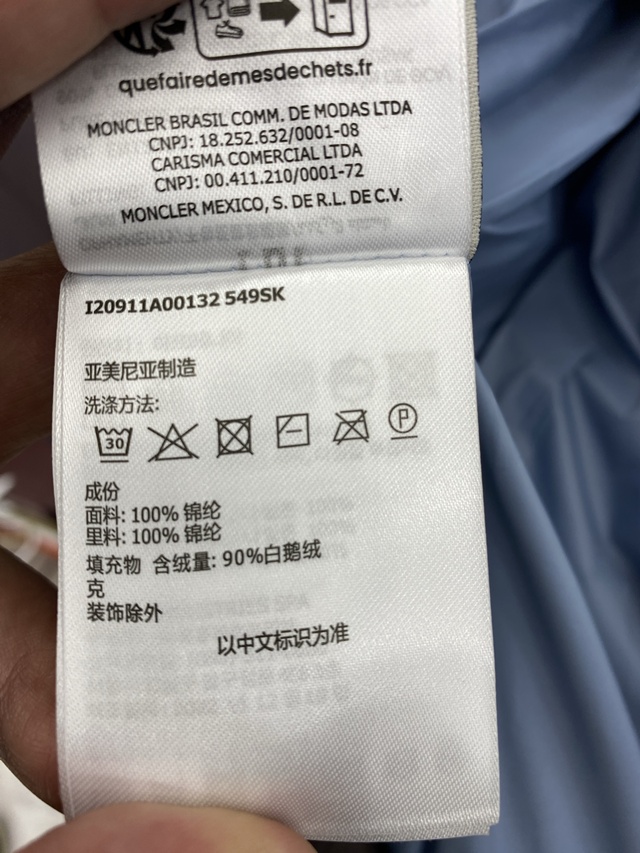 quefairedemesdechets.fr
MONCLER BRASIL COMM. DE MODAS LTDA
CNPJ: 18.252.632/0001-08
CARISMA COMERCIAL LTDA
CNPJ: 00.411.210/0001-72
MONCLER MEXICO, S. DE R.L. DE C.V.
I20911A00132 549SK
亚美尼亚制造
洗涤方法:
30 P
成份
面料: 100% 锦纶
里料: 100% 锦纶
填充物 含绒量: 90%白鹅绒
克
装饰除外
以中文标识为准